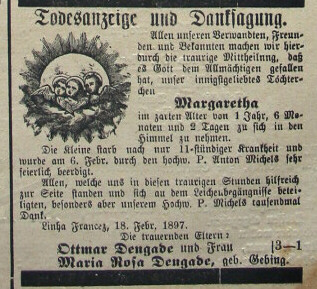 Todesanzeige und Danksagung.
Allen unseren Verwandten, Freun-
den und Bekannten machen wir hier-
durch die traurige Mittheilung, daß
es Gott dem Allmächtigen gefallen
hat, unser innigstgeliebtes Töchter-
chen
Margaretha
im zarten Alter von 1 Jahr, 6 Mo-
naten und 2 Tagen zu sich in den
Himmel zu nehmen.
Die Kleine starb nach nur 11-stündiger Krankheit und
wurde am 6. Febr. durch den hochw. P. Anton Michels sehr
feierlich beerdigt.
Allen, welche uns in diesen traurigen Stunden hilfreich
zur Seite standen und sich an dem Leichenbegängnisse betei-
ligten, besonders aber unserem Hochw. P. Michels tausendmal
Dank.
Linha Francez, 18. Febr. 1897.
Die trauernden Eltern:
Ottmar Dengade und Frau |3—1
Maria Rosa Dengade, geb. Gebing.